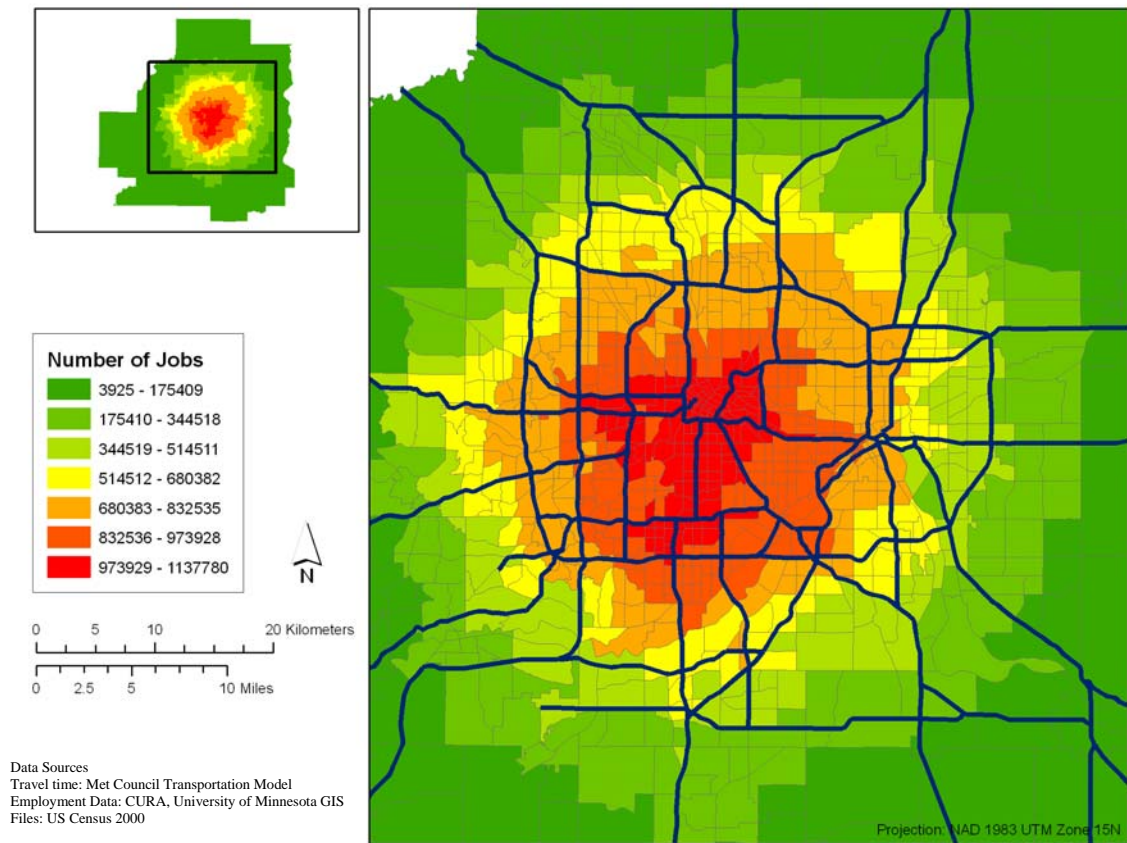 Number of Jobs
3925 - 175409
175410 - 344518
344519 - 514511
514512 - 680382
680383 - 832535
832536 - 973928
973929 - 1137780
N
0 5 10 20 Kilometers
0 2.5 5 10 Miles
Data Sources
Travel time: Met Council Transportation Model
Employment Data: CURA, University of Minnesota GIS
Files: US Census 2000
Projection: NAD 1983 UTM Zone 15N